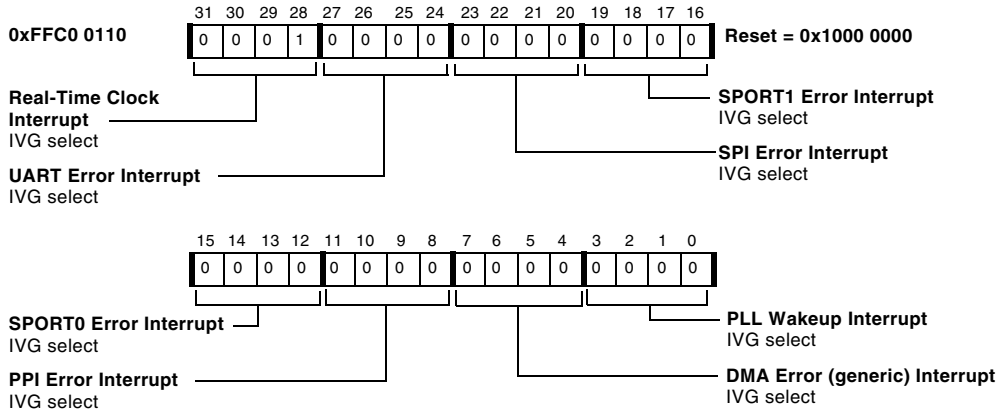 31 30 29 28 27 26 25 24 23 22 21 20 19 18 17 16
0xFFC0 0110
0 0 0 1 0 0 0 0 0 0 0 0 0 0 0 0
Reset = 0x1000 0000
Real-Time Clock
Interrupt
IVG select
UART Error Interrupt
IVG select
SPORT1 Error Interrupt
IVG select
SPI Error Interrupt
IVG select
15 14 13 12 11 10 9 8 7 6 5 4 3 2 1 0
0 0 0 0 0 0 0 0 0 0 0 0 0 0 0 0
SPORT0 Error Interrupt
IVG select
PPI Error Interrupt
IVG select
PLL Wakeup Interrupt
IVG select
DMA Error (generic) Interrupt
IVG select